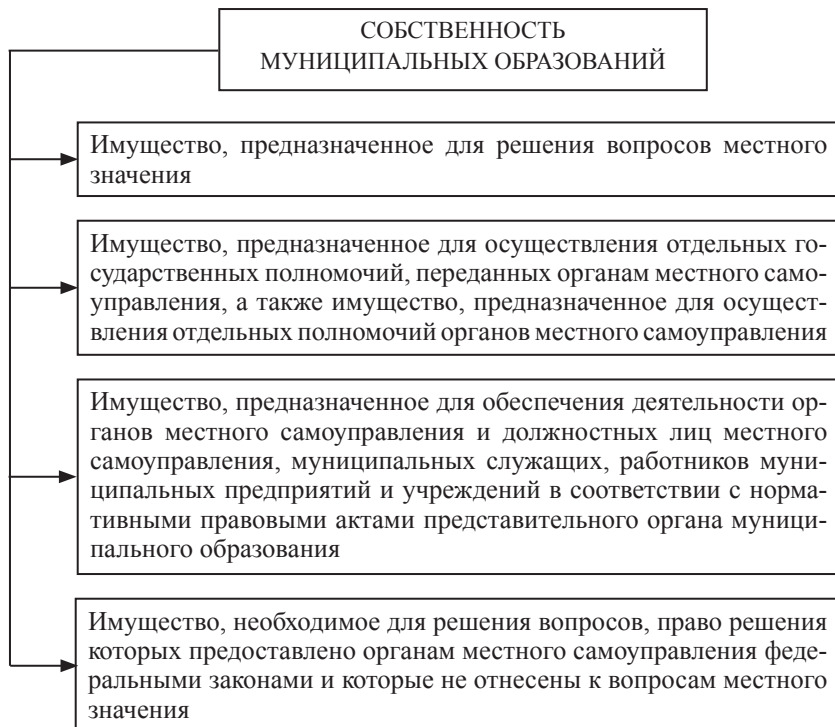 СОБСТВЕННОСТЬ
МУНИЦИПАЛЬНЫХ ОБРАЗОВАНИЙ
Имущество, предназначенное для решения вопросов местного
значения
Имущество, предназначенное для осуществления отдельных го-
сударственных полномочий, переданных органам местного само-
управления, а также имущество, предназначенное для осущест-
вления отдельных полномочий органов местного самоуправления
Имущество, предназначенное для обеспечения деятельности ор-
ганов местного самоуправления и должностных лиц местного
самоуправления, муниципальных служащих, работников муни-
ципальных предприятий и учреждений в соответствии с норма-
тивными правовыми актами представительного органа муници-
пального образования
Имущество, необходимое для решения вопросов, право решения
которых предоставлено органам местного самоуправления феде-
ральными законами и которые не отнесены к вопросам местного
значения